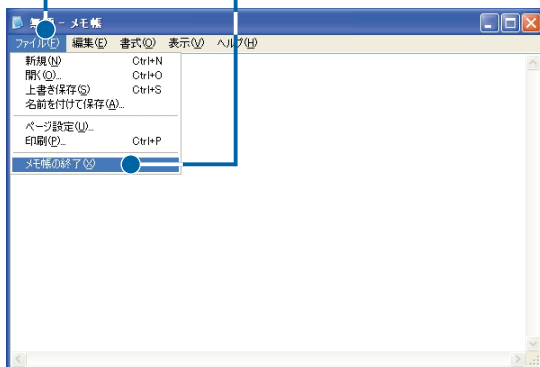 無題 - メモ帳
ファイル(F) 編集(E) 書式(O) 表示(V) ヘルプ(H)
新規(N) Ctrl+N
開く(O)... Ctrl+O
上書き保存(S) Ctrl+S
名前を付けて保存(A)...
ページ設定(U)...
印刷(P)... Ctrl+P
メモ帳の終了(X)